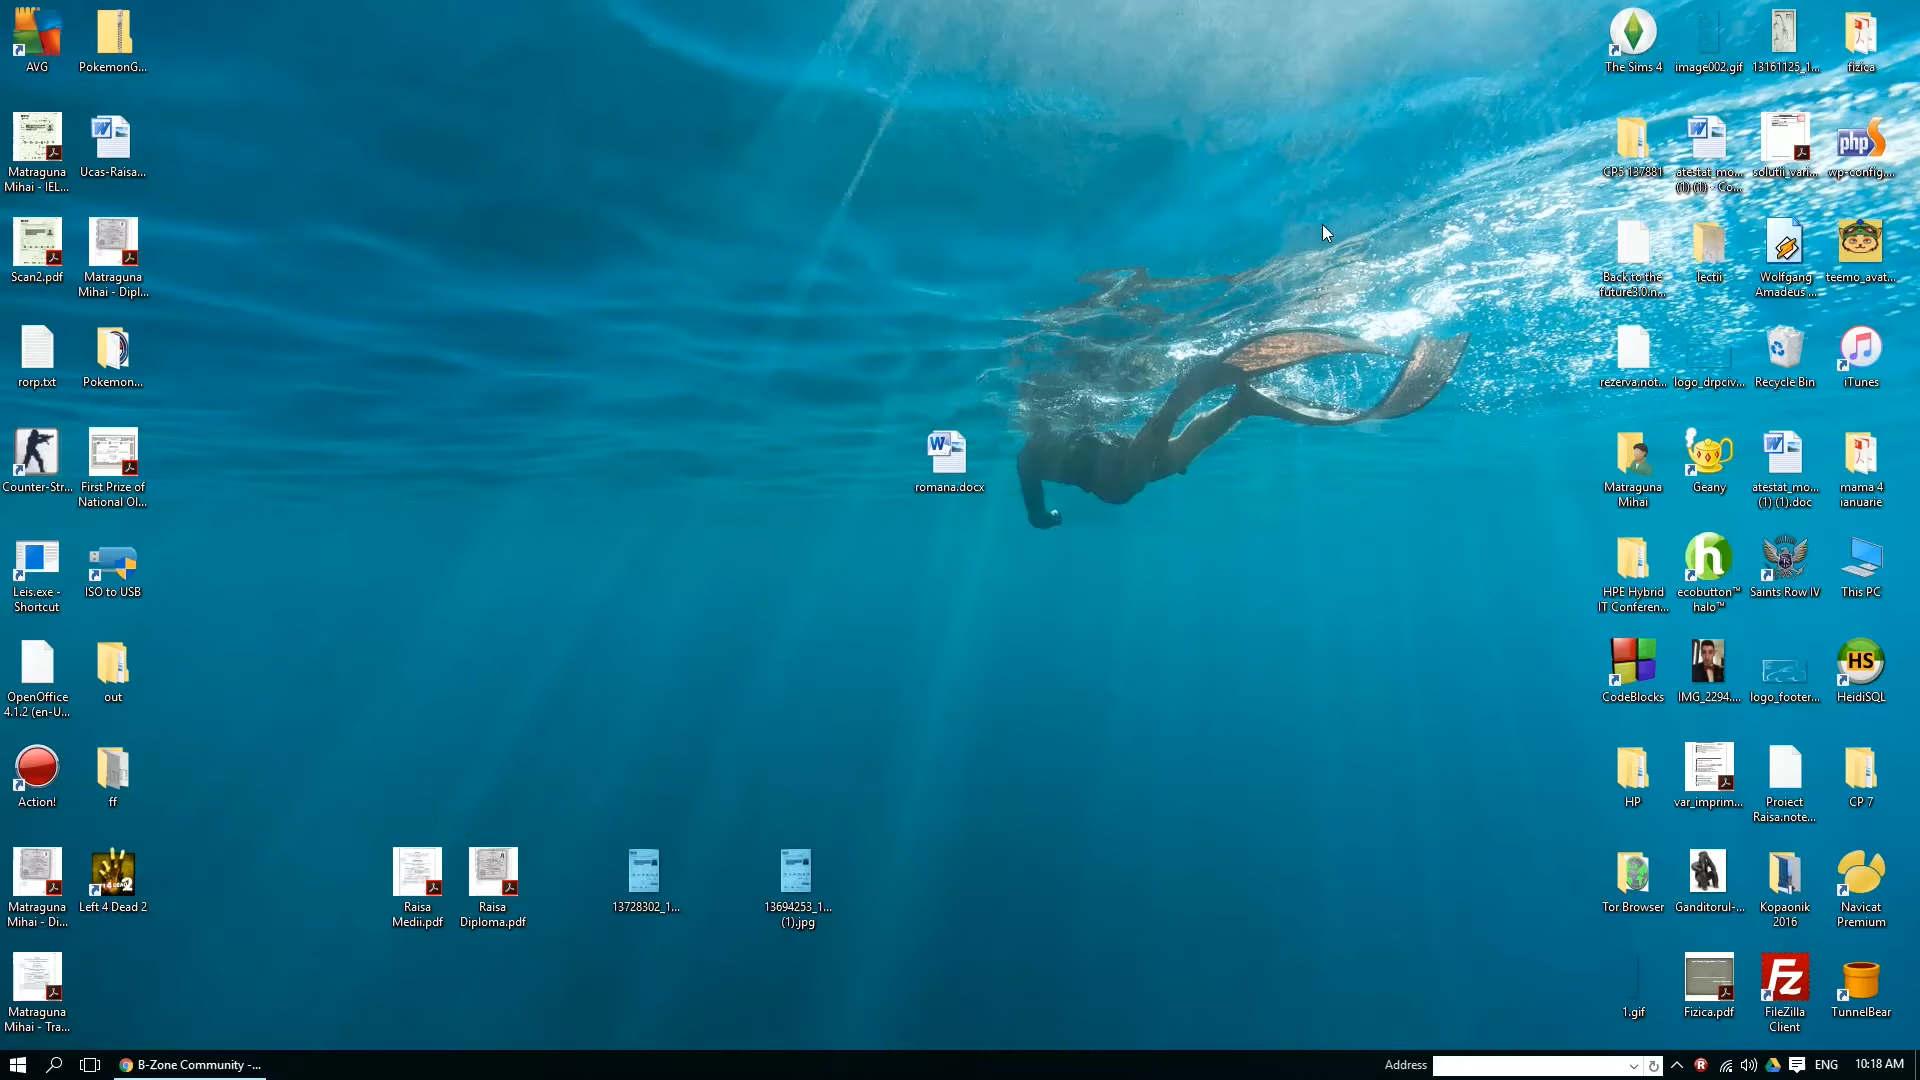 AVG
PokemonG...
The Sims 4
image002.gif
13161125_1...
fizica
Matraguna
Mihai - IEL...
Ucas-Raisa...
CP5 137881
atestat_mo...
(1) (1) - Co...
solutii_vari...
wp-config....
Scan2.pdf
Matraguna
Mihai - Dipl...
Back to the
future3.0.n...
lectii
Wolfgang
Amadeus ...
teemo_avat...
rorp.txt
Pokemon...
rezerva.not...
logo_drpciv...
Recycle Bin
iTunes
Counter-Str...
First Prize of
National Ol...
romana.docx
Matraguna
Mihai
Geany
atestat_mo...
(1) (1).doc
mama 4
ianuarie
Leis.exe -
Shortcut
ISO to USB
HPE Hybrid
IT Conferen...
ecobutton™
halo™
Saints Row IV
This PC
OpenOffice
4.1.2 (en-U...
out
CodeBlocks
IMG_2294....
logo_footer...
HeidiSQL
Action!
ff
HP
var_imprim...
Proiect
Raisa.note...
CP 7
Matraguna
Mihai - Di...
Left 4 Dead 2
Raisa
Medii.pdf
Raisa
Diploma.pdf
13728302_1...
13694253_1...
(1).jpg
Tor Browser
Ganditorul-...
Kopaonik
2016
Navicat
Premium
Matraguna
Mihai - Tra...
1.gif
Fizica.pdf
FileZilla
Client
TunnelBear
B-Zone Community -...
Address
ENG
10:18 AM